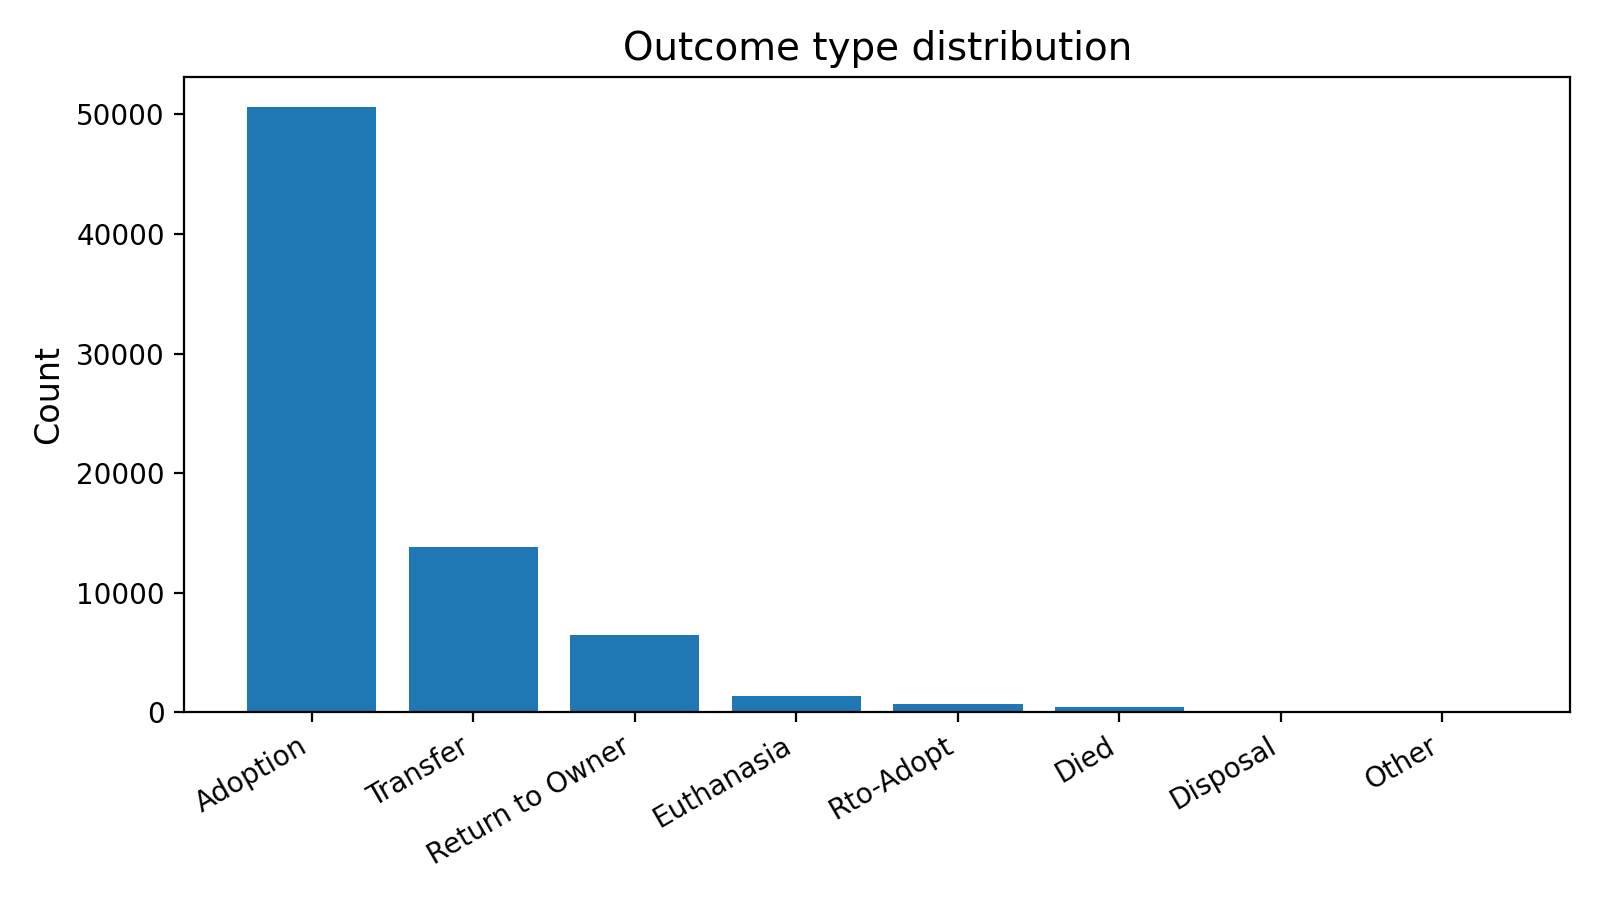 Outcome type distribution
Count
50000
40000
30000
20000
10000
0
Adoption
Transfer
Return to Owner
Euthanasia
Rto-Adopt
Died
Disposal
Other